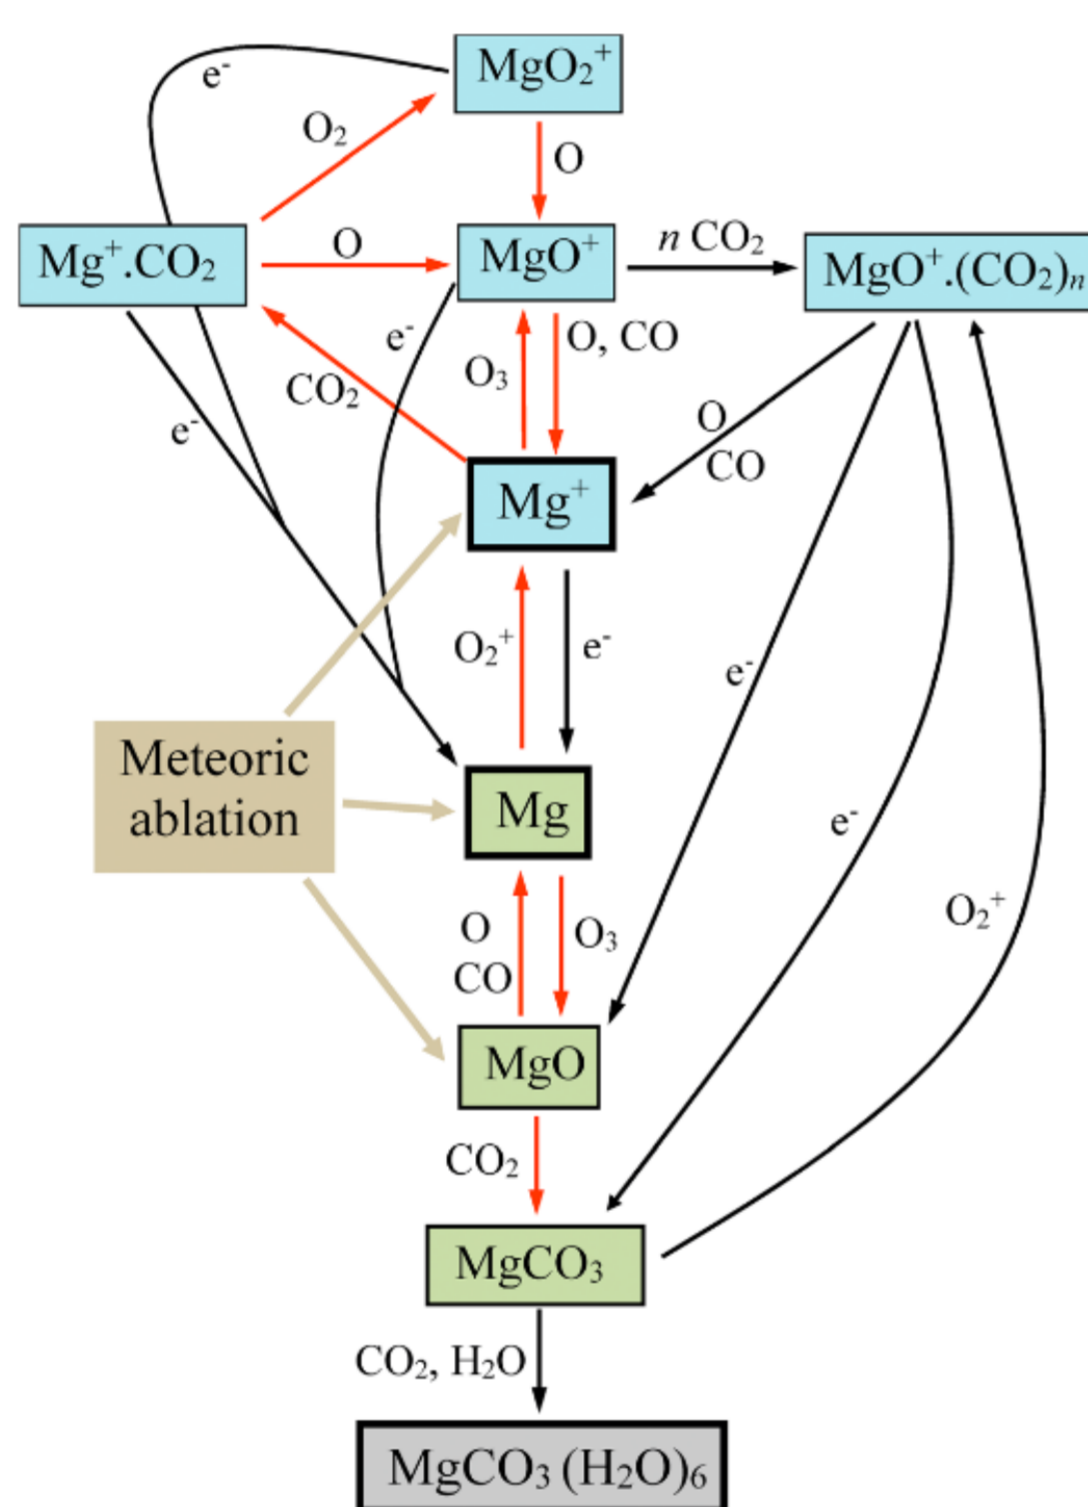 MgO₂⁺
e⁻
O₂
O
Mg⁺.CO₂
O
MgO⁺
n CO₂
MgO⁺.(CO₂)ₙ
e⁻
O₃
O, CO
CO₂
e⁻
O
CO
Mg⁺
O₂⁺
e⁻
e⁻
Meteoric
ablation
Mg
e⁻
O
CO
O₃
O₂⁺
MgO
CO₂
MgCO₃
CO₂, H₂O
MgCO₃ (H₂O)₆